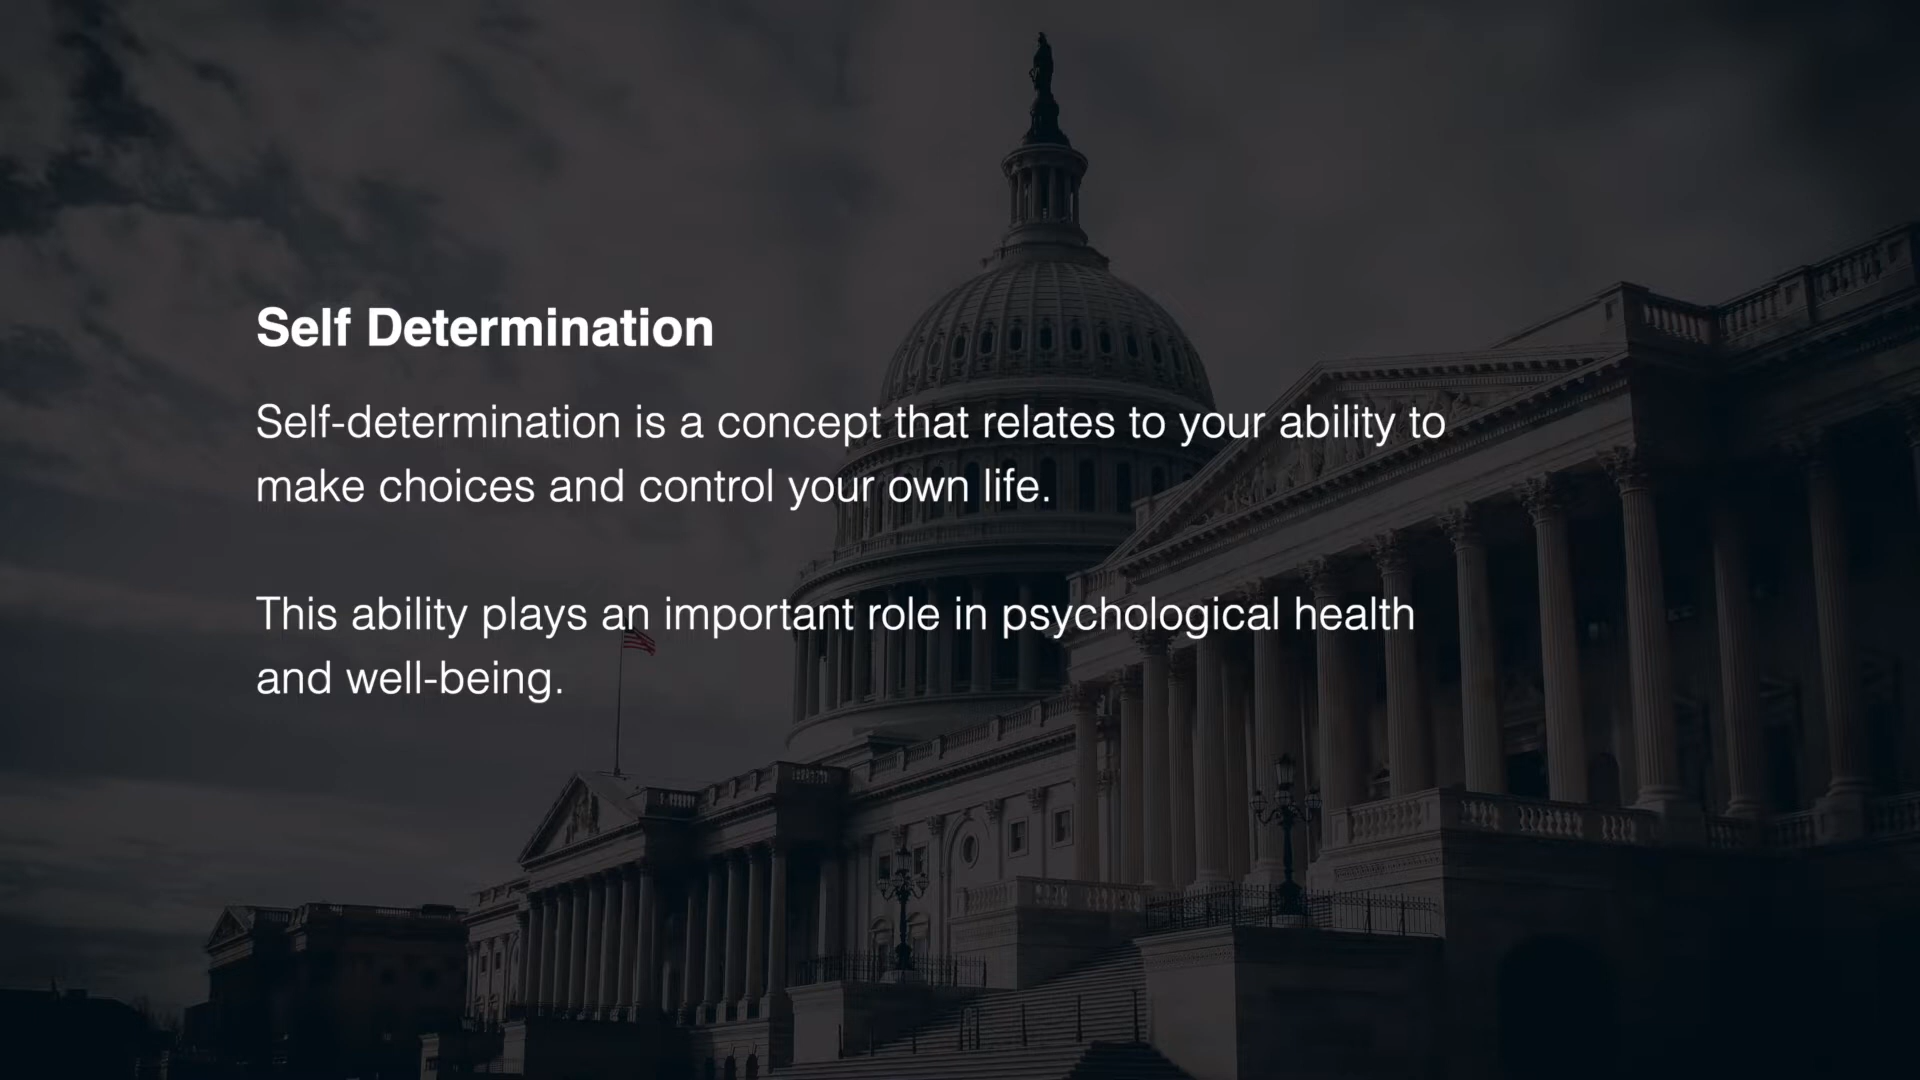 Self Determination
Self-determination is a concept that relates to your ability to
make choices and control your own life.
This ability plays an important role in psychological health
and well-being.